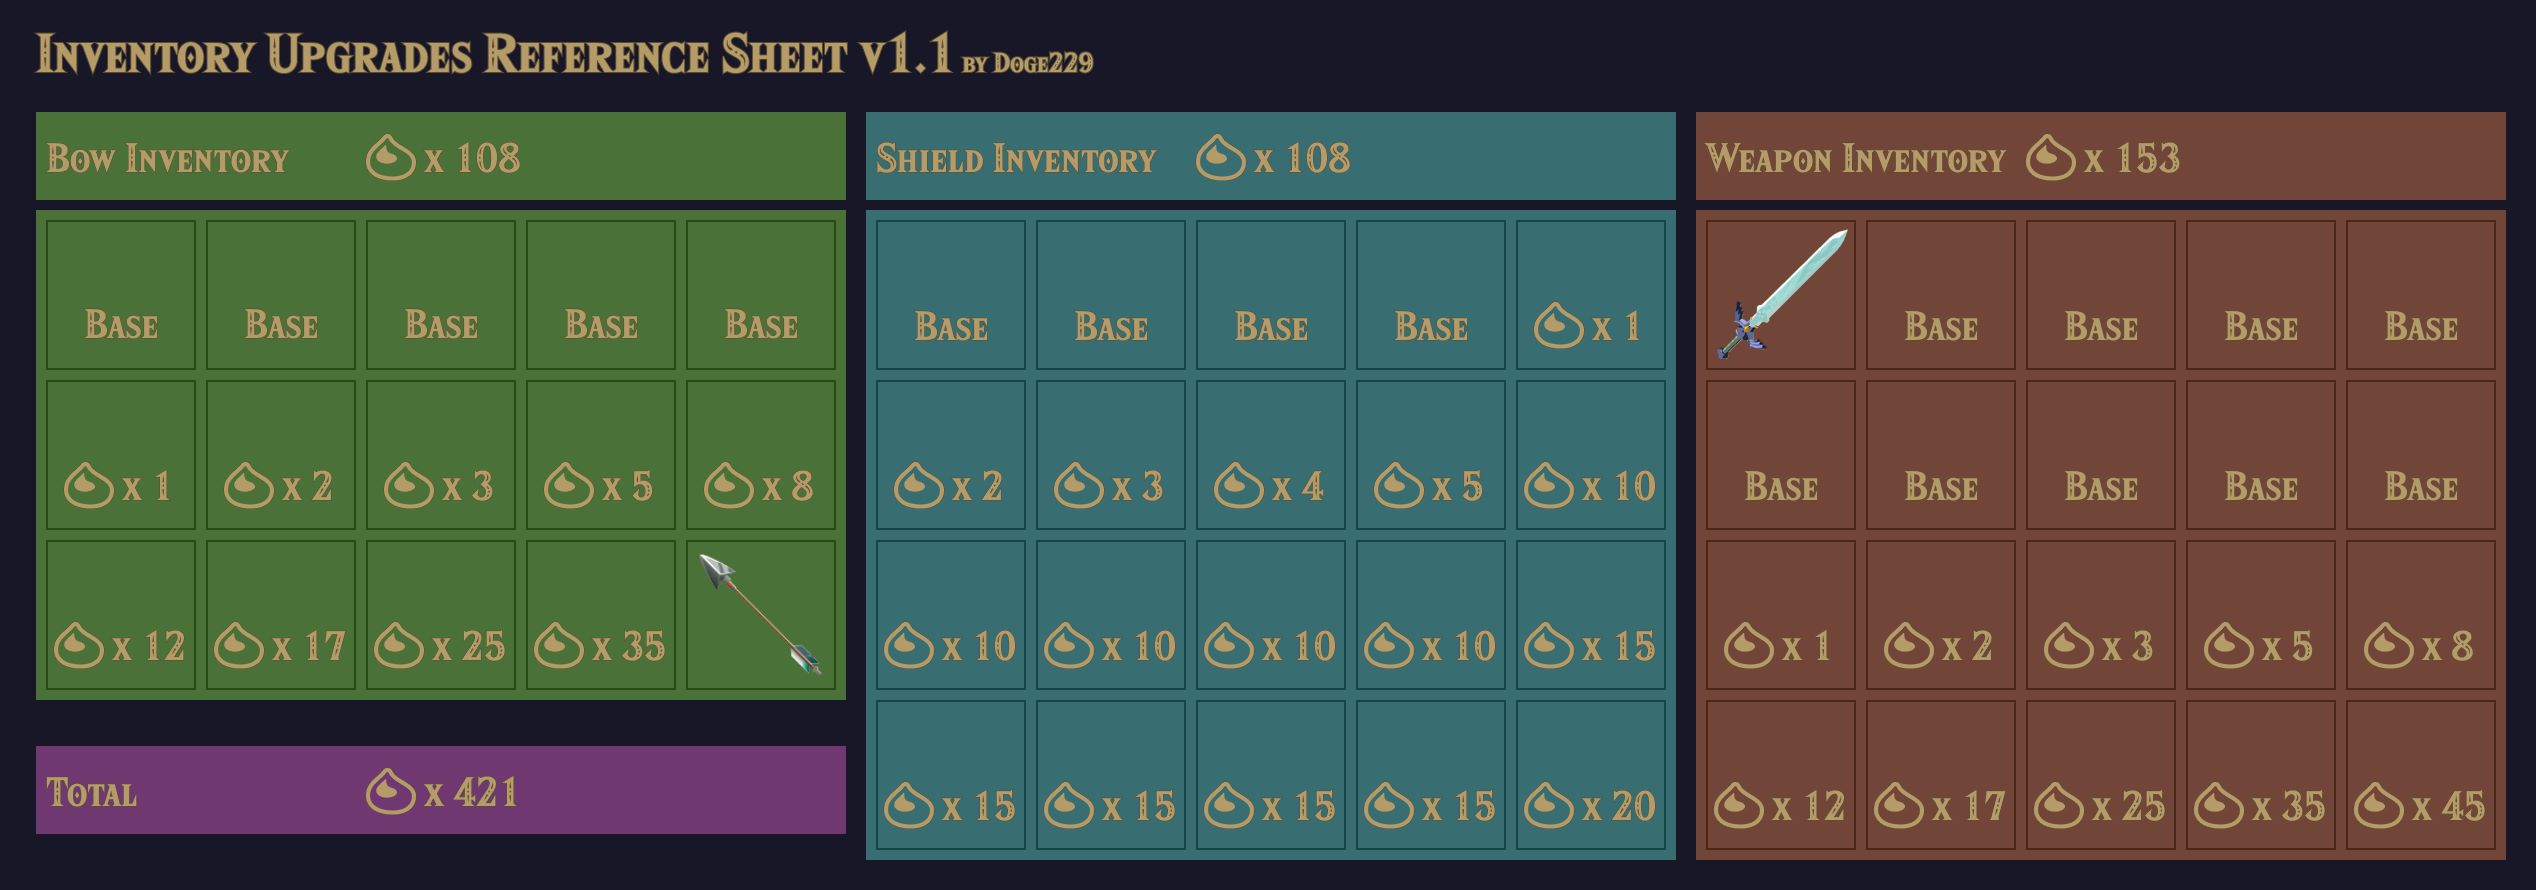 Inventory Upgrades Reference Sheet v1.1 by Doge229
Bow Inventory x 108
Base Base Base Base Base
x 1 x 2 x 3 x 5 x 8
x 12 x 17 x 25 x 35
Total x 421
Shield Inventory x 108
Base Base Base Base x 1
x 2 x 3 x 4 x 5 x 10
x 10 x 10 x 10 x 10 x 15
x 15 x 15 x 15 x 15 x 20
Weapon Inventory x 153
Base Base Base Base
Base Base Base Base Base
x 1 x 2 x 3 x 5 x 8
x 12 x 17 x 25 x 35 x 45